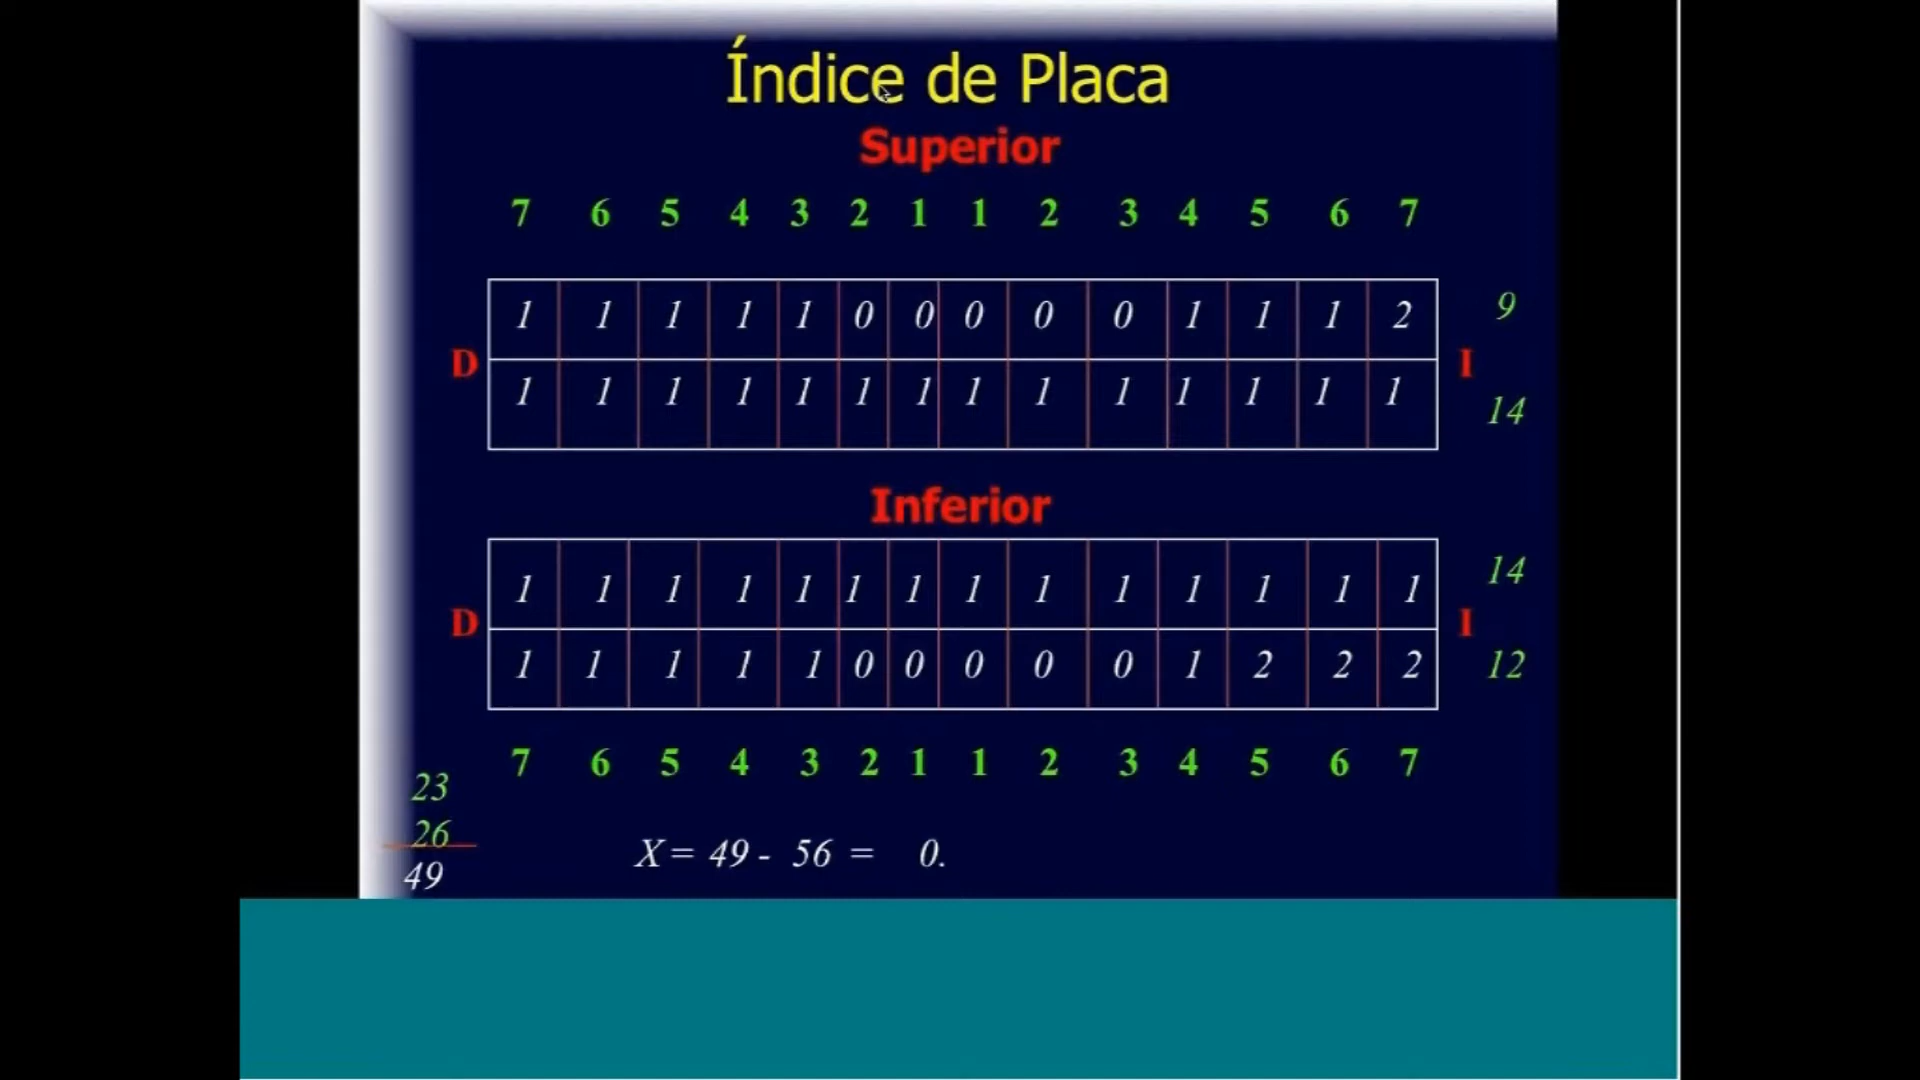 Índice de Placa
Superior
7 6 5 4 3 2 1 1 2 3 4 5 6 7
1 1 1 1 1 0 0 0 0 0 1 1 1 2 9
D I
1 1 1 1 1 1 1 1 1 1 1 1 1 1 14
Inferior
1 1 1 1 1 1 1 1 1 1 1 1 1 1 14
D I
1 1 1 1 1 0 0 0 0 0 1 2 2 2 12
7 6 5 4 3 2 1 1 2 3 4 5 6 7
23
26
49
X = 49 - 56 = 0.